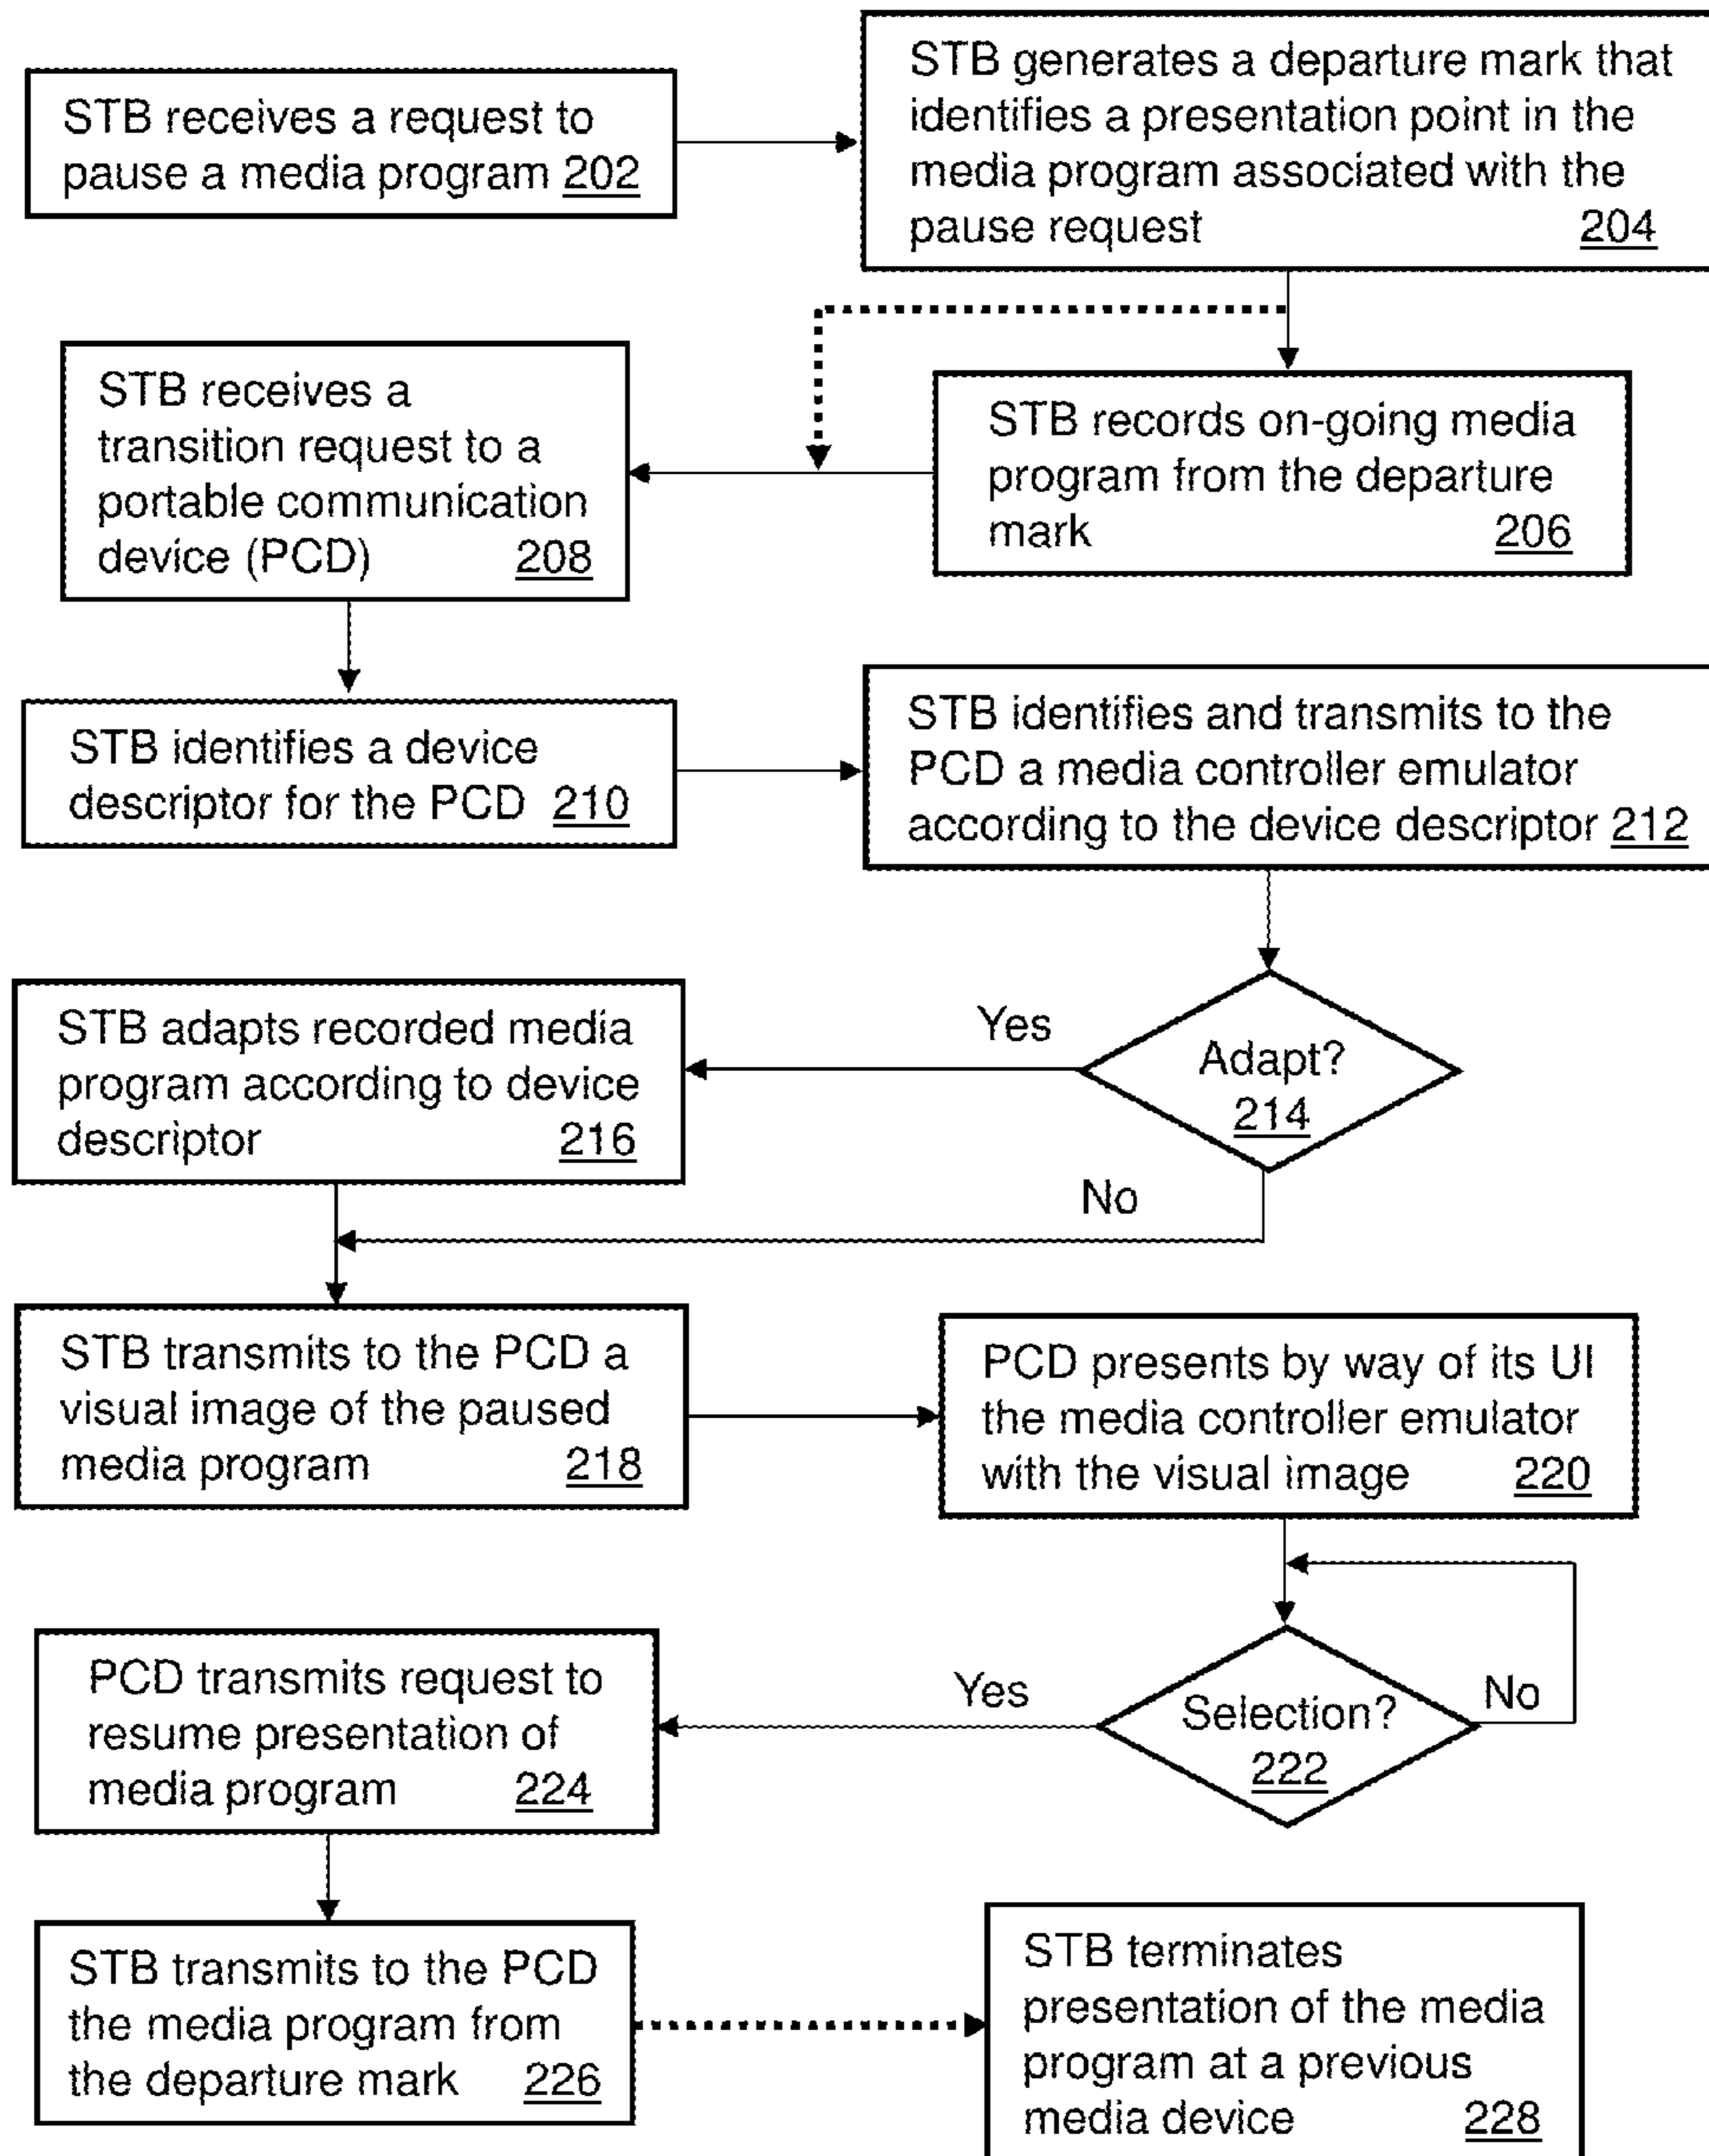 STB receives a request to
pause a media program 202
STB generates a departure mark that
identifies a presentation point in the
media program associated with the
pause request 204
STB receives a
transition request to a
portable communication
device (PCD) 208
STB records on-going media
program from the departure
mark 206
STB identifies a device
descriptor for the PCD 210
STB identifies and transmits to the
PCD a media controller emulator
according to the device descriptor 212
STB adapts recorded media
program according to device
descriptor 216
Yes
Adapt?
214
No
STB transmits to the PCD a
visual image of the paused
media program 218
PCD presents by way of its UI
the media controller emulator
with the visual image 220
PCD transmits request to
resume presentation of
media program 224
Yes
Selection?
222
No
STB transmits to the PCD
the media program from
the departure mark 226
STB terminates
presentation of the media
program at a previous
media device 228